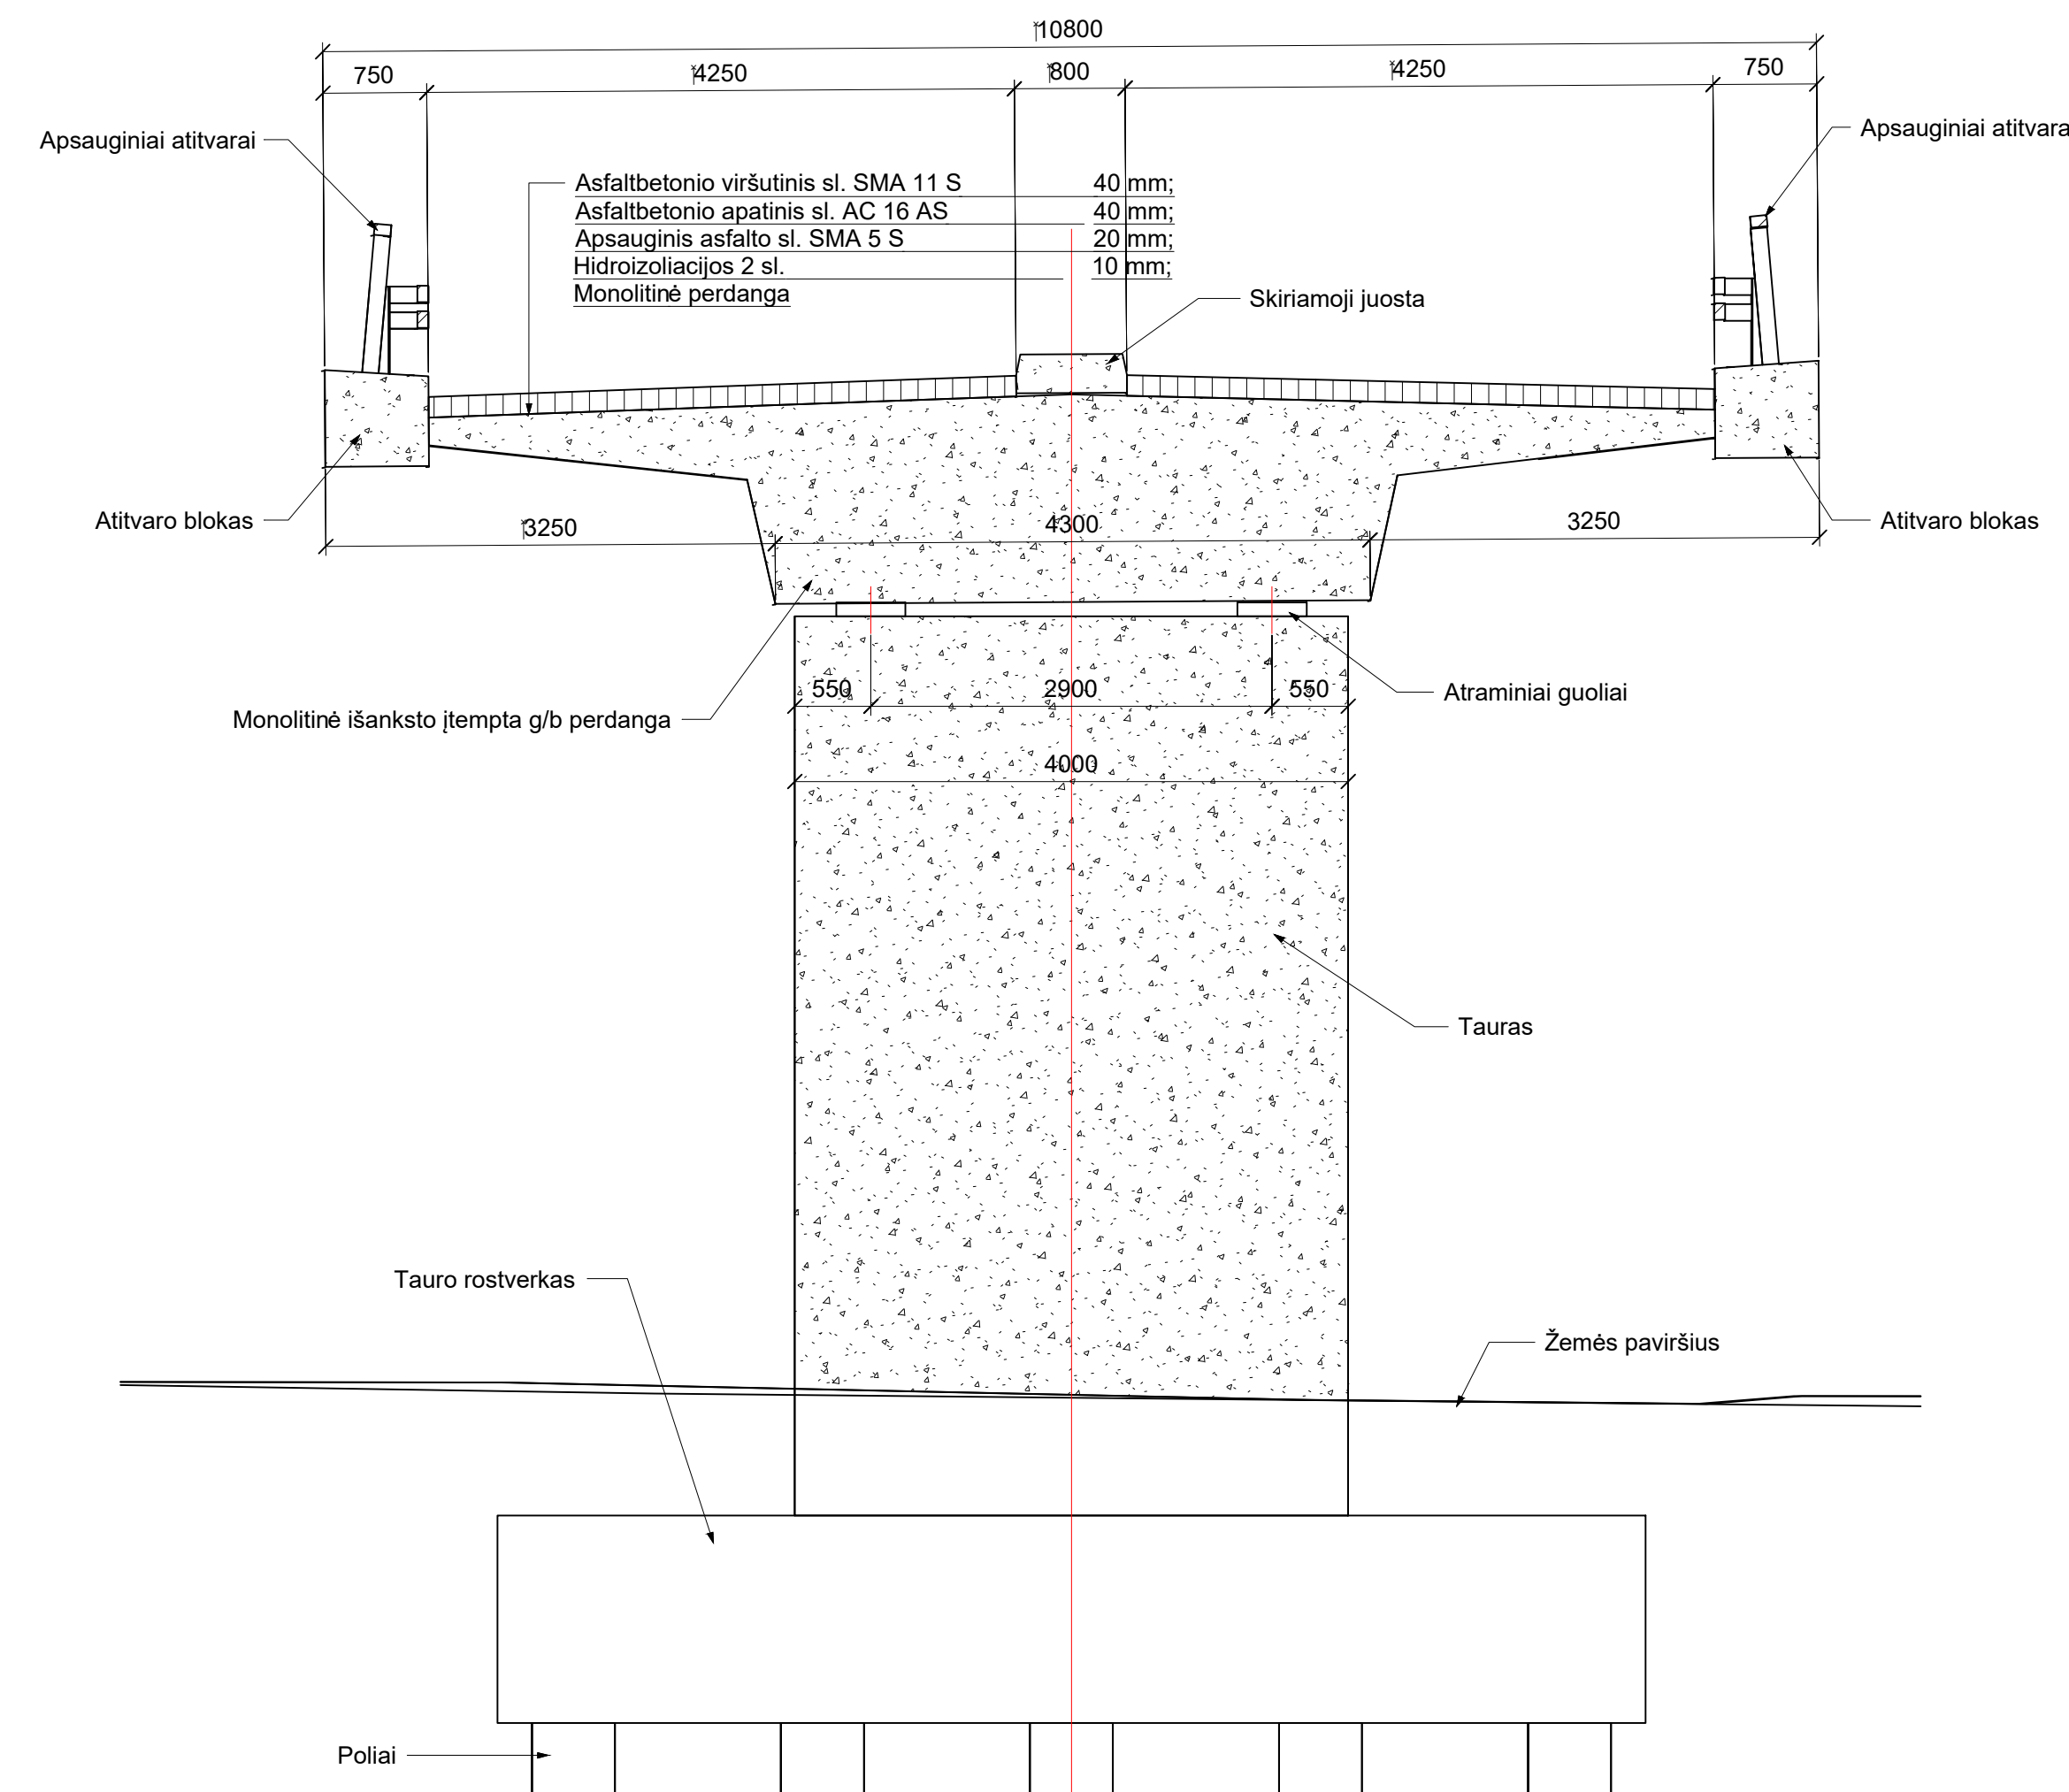 *10800
750
*4250
*800
*4250
750
Apsauginiai atitvarai
Apsauginiai atitvara
Asfaltbetonio viršutinis sl. SMA 11 S 40 mm;
Asfaltbetonio apatinis sl. AC 16 AS 40 mm;
Apsauginis asfalto sl. SMA 5 S 20 mm;
Hidroizoliacijos 2 sl. 10 mm;
Monolitinė perdanga
Skiriamoji juosta
Atitvaro blokas
*3250
4300
3250
Atitvaro blokas
550
2900
550
Atraminiai guoliai
Monolitinė išanksto įtempta g/b perdanga
4000
Tauras
Tauro rostverkas
Žemės paviršius
Poliai